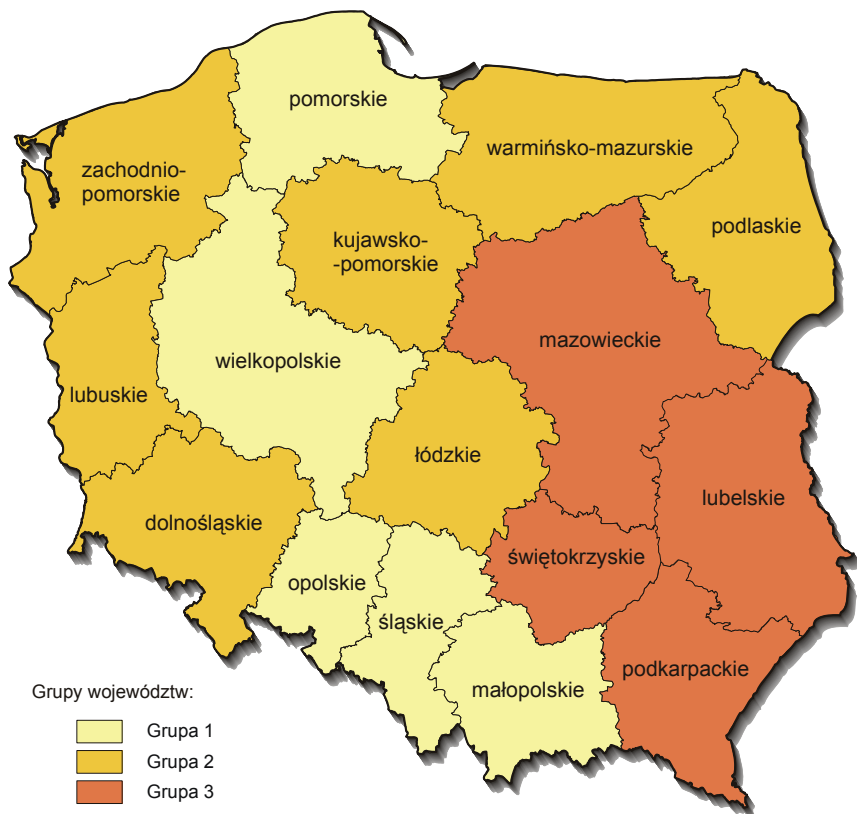 pomorskie
warmińsko-mazurskie
zachodnio-
pomorskie
podlaskie
kujawsko-
-pomorskie
mazowieckie
wielkopolskie
lubuskie
łódzkie
lubelskie
dolnośląskie
świętokrzyskie
opolskie
śląskie
podkarpackie
małopolskie
Grupy województw:
Grupa 1
Grupa 2
Grupa 3